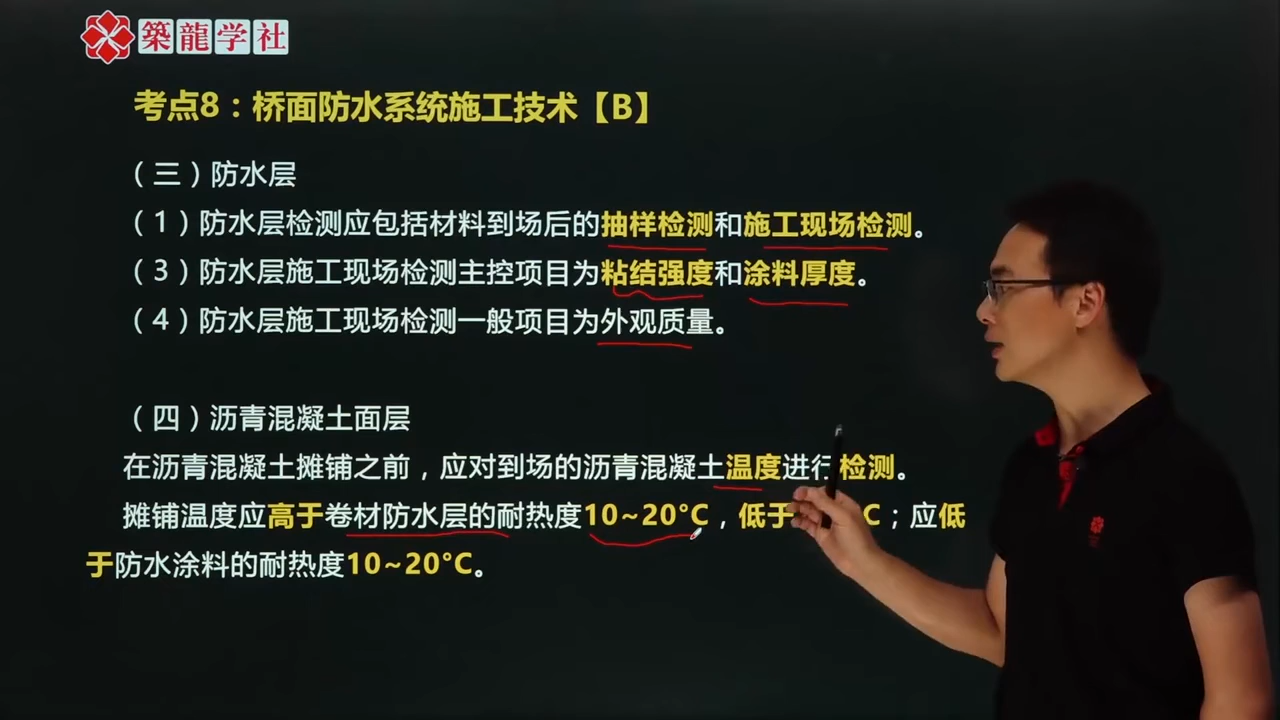 築龍学社
考点8：桥面防水系统施工技术【B】
（三）防水层
（1）防水层检测应包括材料到场后的抽样检测和施工现场检测。
（3）防水层施工现场检测主控项目为粘结强度和涂料厚度。
（4）防水层施工现场检测一般项目为外观质量。
（四）沥青混凝土面层
在沥青混凝土摊铺之前，应对到场的沥青混凝土温度进行检测。
摊铺温度应高于卷材防水层的耐热度10~20°C，低于 C；应低
于防水涂料的耐热度10~20°C。